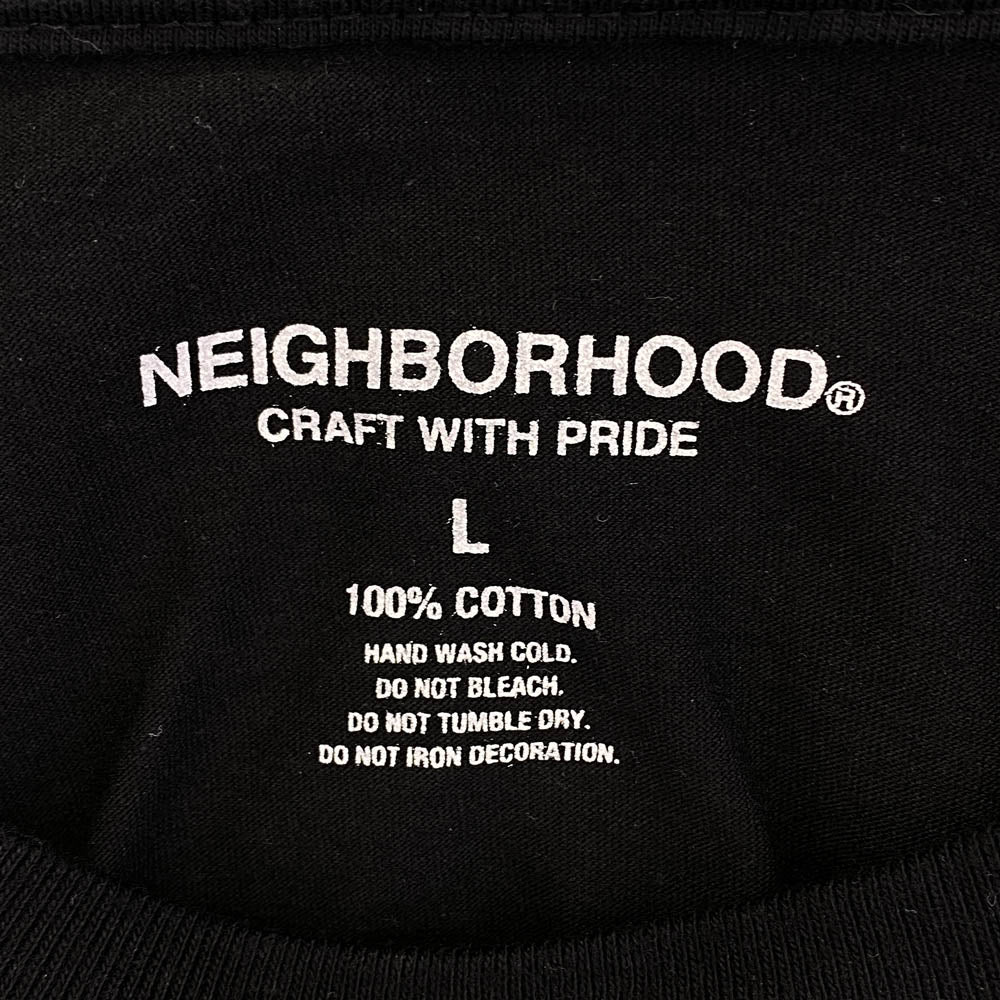 NEIGHBORHOOD®
CRAFT WITH PRIDE
L
100% COTTON
HAND WASH COLD.
DO NOT BLEACH.
DO NOT TUMBLE DRY.
DO NOT IRON DECORATION.